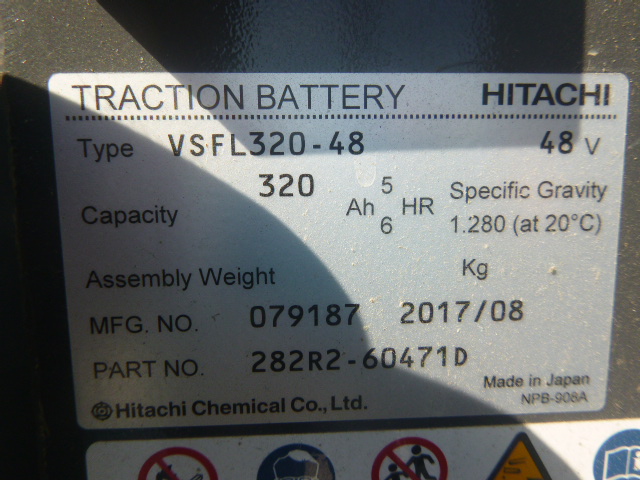 TRACTION BATTERY HITACHI
Type VSFL320-48 48 V
Capacity 320 Ah 5 HR Specific Gravity
6 1.280 (at 20°C)
Assembly Weight Kg
MFG. NO. 079187 2017/08
PART NO. 282R2-60471D
Made in Japan
Hitachi Chemical Co., Ltd. NPB-908A